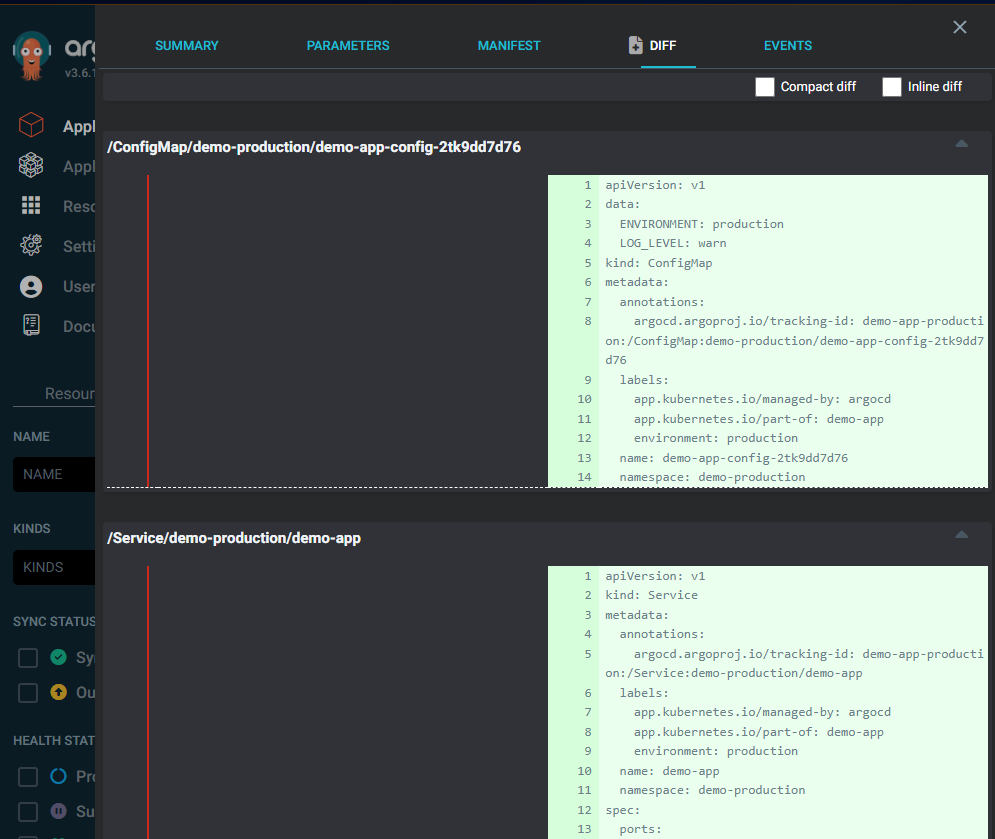 SUMMARY
PARAMETERS
MANIFEST
DIFF
EVENTS
v3.6.1
Compact diff
Inline diff
/ConfigMap/demo-production/demo-app-config-2tk9dd7d76
1 apiVersion: v1
2 data:
3 ENVIRONMENT: production
4 LOG_LEVEL: warn
5 kind: ConfigMap
6 metadata:
7 annotations:
8 argocd.argoproj.io/tracking-id: demo-app-producti
on:/ConfigMap:demo-production/demo-app-config-2tk9dd7
d76
9 labels:
10 app.kubernetes.io/managed-by: argocd
11 app.kubernetes.io/part-of: demo-app
12 environment: production
13 name: demo-app-config-2tk9dd7d76
14 namespace: demo-production
/Service/demo-production/demo-app
1 apiVersion: v1
2 kind: Service
3 metadata:
4 annotations:
5 argocd.argoproj.io/tracking-id: demo-app-producti
on:/Service:demo-production/demo-app
6 labels:
7 app.kubernetes.io/managed-by: argocd
8 app.kubernetes.io/part-of: demo-app
9 environment: production
10 name: demo-app
11 namespace: demo-production
12 spec:
13 ports:
Appl
Appl
Reso
Setti
User
Docu
Resour
NAME
NAME
KINDS
KINDS
SYNC STATUS
Sy
Ou
HEALTH STAT
Pro
Su